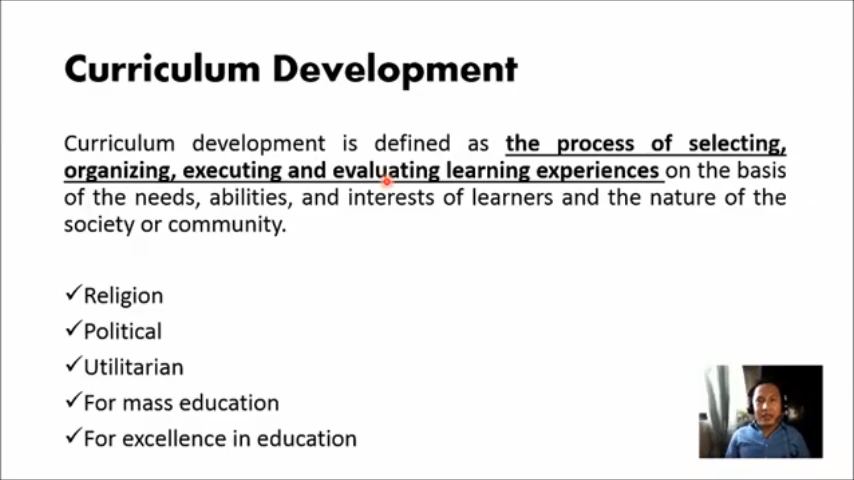 Curriculum Development
Curriculum development is defined as the process of selecting,
organizing, executing and evaluating learning experiences on the basis
of the needs, abilities, and interests of learners and the nature of the
society or community.
✓Religion
✓Political
✓Utilitarian
✓For mass education
✓For excellence in education